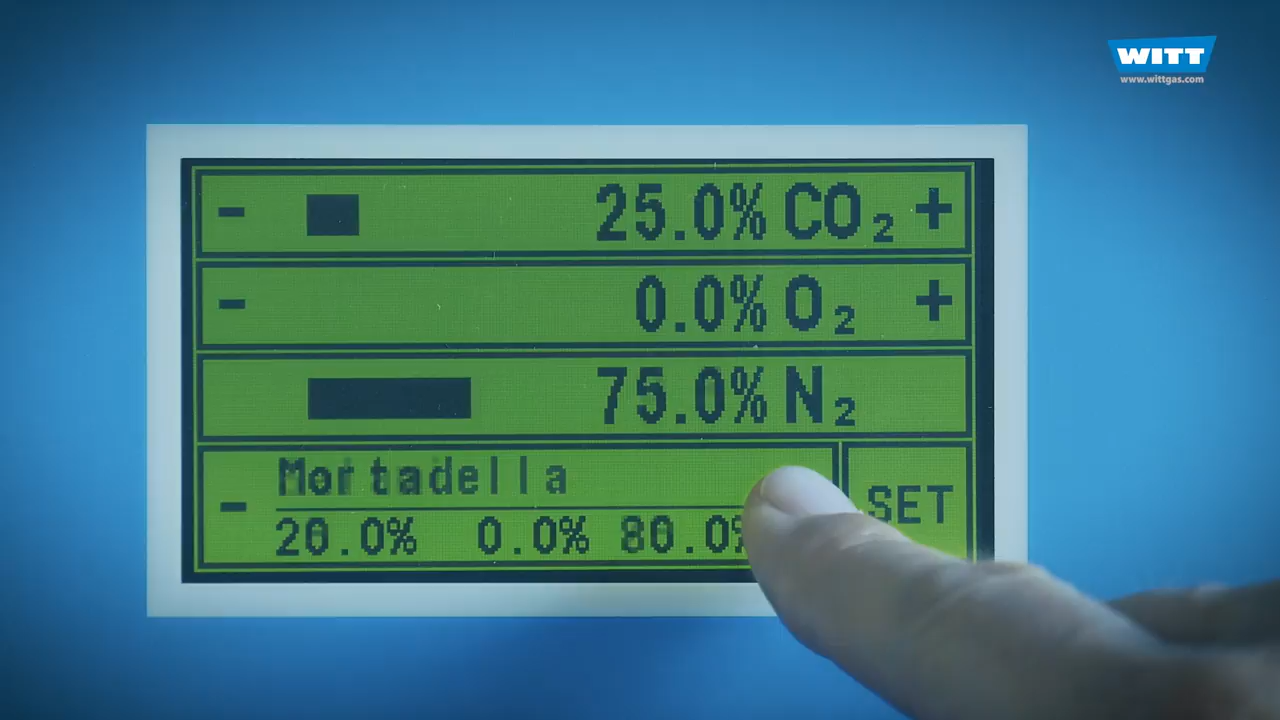 WITT
www.wittgas.com
- 25.0% CO₂ +
- 0.0% O₂ +
75.0% N₂
Mortadella
- SET
20.0% 0.0% 80.0%